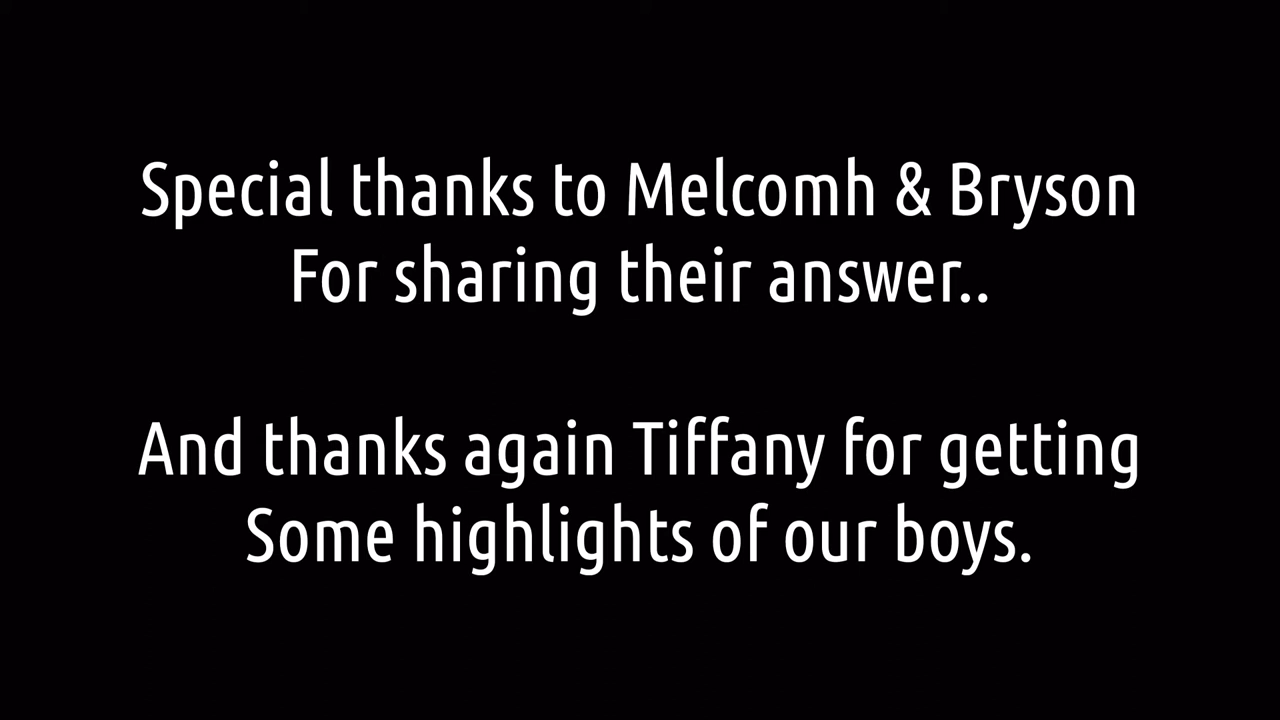 Special thanks to Melcomh & Bryson
For sharing their answer..
And thanks again Tiffany for getting
Some highlights of our boys.